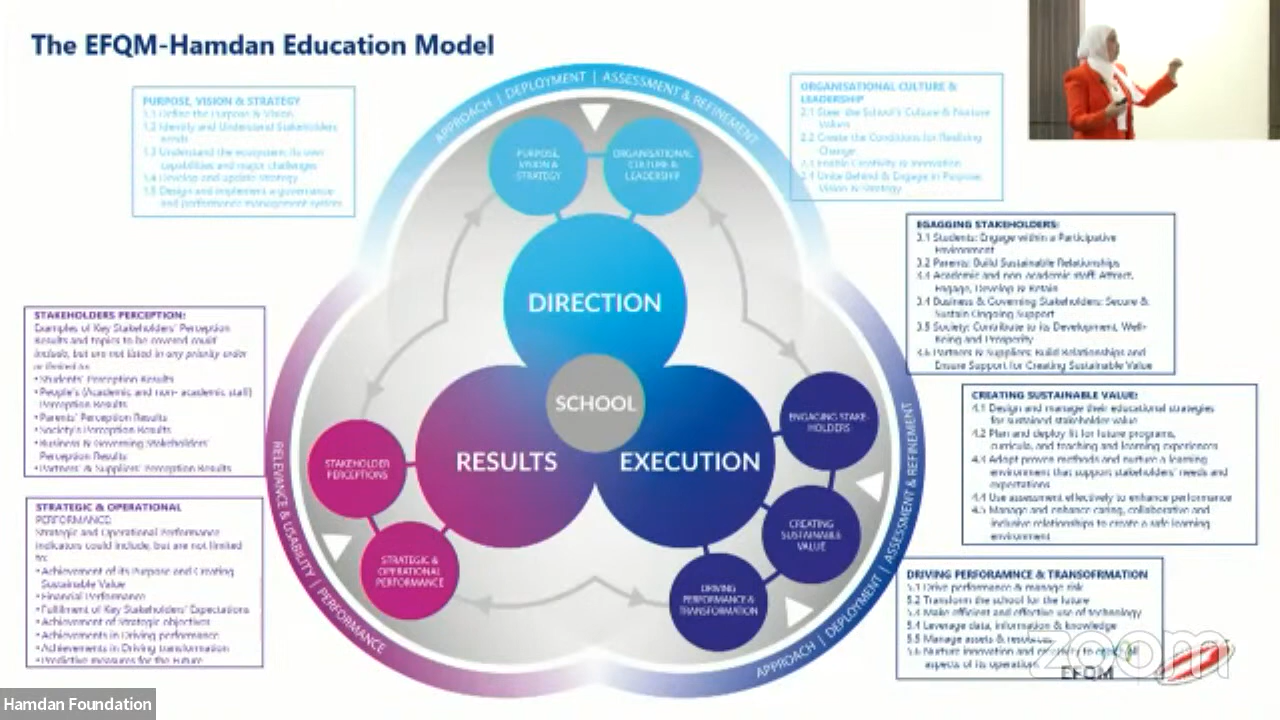 The EFQM-Hamdan Education Model
PURPOSE, VISION & STRATEGY
1.1 Define the Purpose & Vision
1.2 Identify and Understand Stakeholders
needs
1.3 Understand the ecosystem, its own
capabilities and major challenges
1.4 Develop and update strategy
1.5 Design and implement a governance
and performance management system
ORGANISATIONAL CULTURE &
LEADERSHIP
2.1 Steer the School's Culture & Nurture
Values
2.2 Create the Conditions for Realising
Change
2.3 Enable Creativity & Innovation
2.4 Unite Behind & Engage in Purpose,
Vision & Strategy
EGAGGING STAKEHOLDERS:
3.1 Students: Engage within a Participative
Environment
3.2 Parents: Build Sustainable Relationships
3.3 Academic and non-academic staff: Attract,
Engage, Develop & Retain
3.4 Business & Governing Stakeholders: Secure &
Sustain Ongoing Support
3.5 Society: Contribute to its Development, Well-
Being and Prosperity
3.6 Partners & Suppliers: Build Relationships and
Ensure Support for Creating Sustainable Value
CREATING SUSTAINABLE VALUE:
4.1 Design and manage their educational strategies
for sustained stakeholder value
4.2 Plan and deploy fit for future programs,
curricula, and teaching and learning experiences
4.3 Adopt proven methods and nurture a learning
environment that support stakeholders' needs and
expectations
4.4 Use assessment effectively to enhance performance
4.5 Manage and enhance caring, collaborative and
inclusive relationships to create a safe learning
environment
DRIVING PERFORAMNCE & TRANSOFRMATION
5.1 Drive performance & manage risk
5.2 Transform the school for the future
5.3 Make efficient and effective use of technology
5.4 Leverage data, information & knowledge
5.5 Manage assets & resources
5.6 Nurture innovation and creativity to
aspects of its operation
STAKEHOLDERS PERCEPTION:
Examples of Key Stakeholders' Perception
Results and topics to be covered could
include, but are not listed in any priority order
or limited to:
• Students' Perception Results
• People's (Academic and non- academic staff)
Perception Results
• Parents' Perception Results
• Society's Perception Results
• Business & Governing Stakeholders'
Perception Results
• Partners' & Suppliers' Perception Results
STRATEGIC & OPERATIONAL
PERFORMANCE:
Strategic and Operational Performance
indicators could include, but are not limited
to:
• Achievement of its Purpose and Creating
Sustainable Value
• Financial Performance
• Fulfilment of Key Stakeholders' Expectations
• Achievement of Strategic objectives
• Achievements in Driving performance
• Achievements in Driving transformation
• Predictive measures for the Future
APPROACH | DEPLOYMENT | ASSESSMENT & REFINEMENT
PURPOSE,
VISION &
STRATEGY
ORGANISATIONAL
CULTURE &
LEADERSHIP
DIRECTION
SCHOOL
RESULTS
EXECUTION
STAKEHOLDER
PERCEPTIONS
STRATEGIC &
OPERATIONAL
PERFORMANCE
ENGAGING STAKE-
HOLDERS
CREATING
SUSTAINABLE
VALUE
DRIVING
PERFORMANCE &
TRANSFORMATION
RELEVANCE & USABILITY | PERFORMANCE
APPROACH | DEPLOYMENT | ASSESSMENT & REFINEMENT
zoom
EFQM
Hamdan Foundation